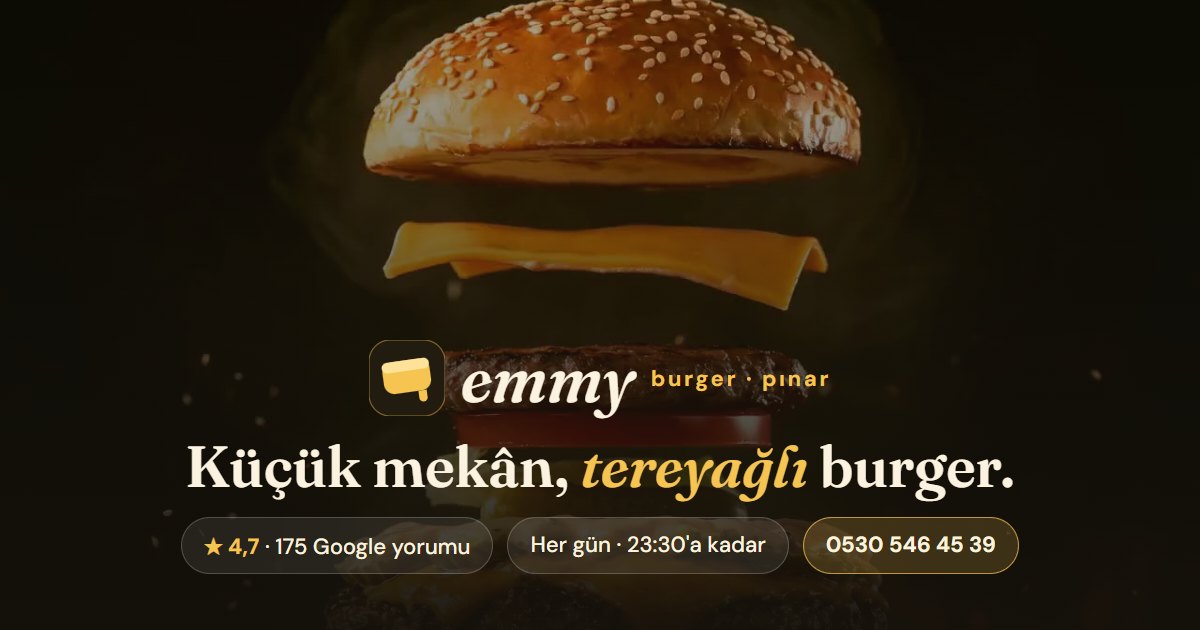 emmy burger · pınar
Küçük mekân, tereyağlı burger.
★ 4,7 · 175 Google yorumu
Her gün · 23:30'a kadar
0530 546 45 39